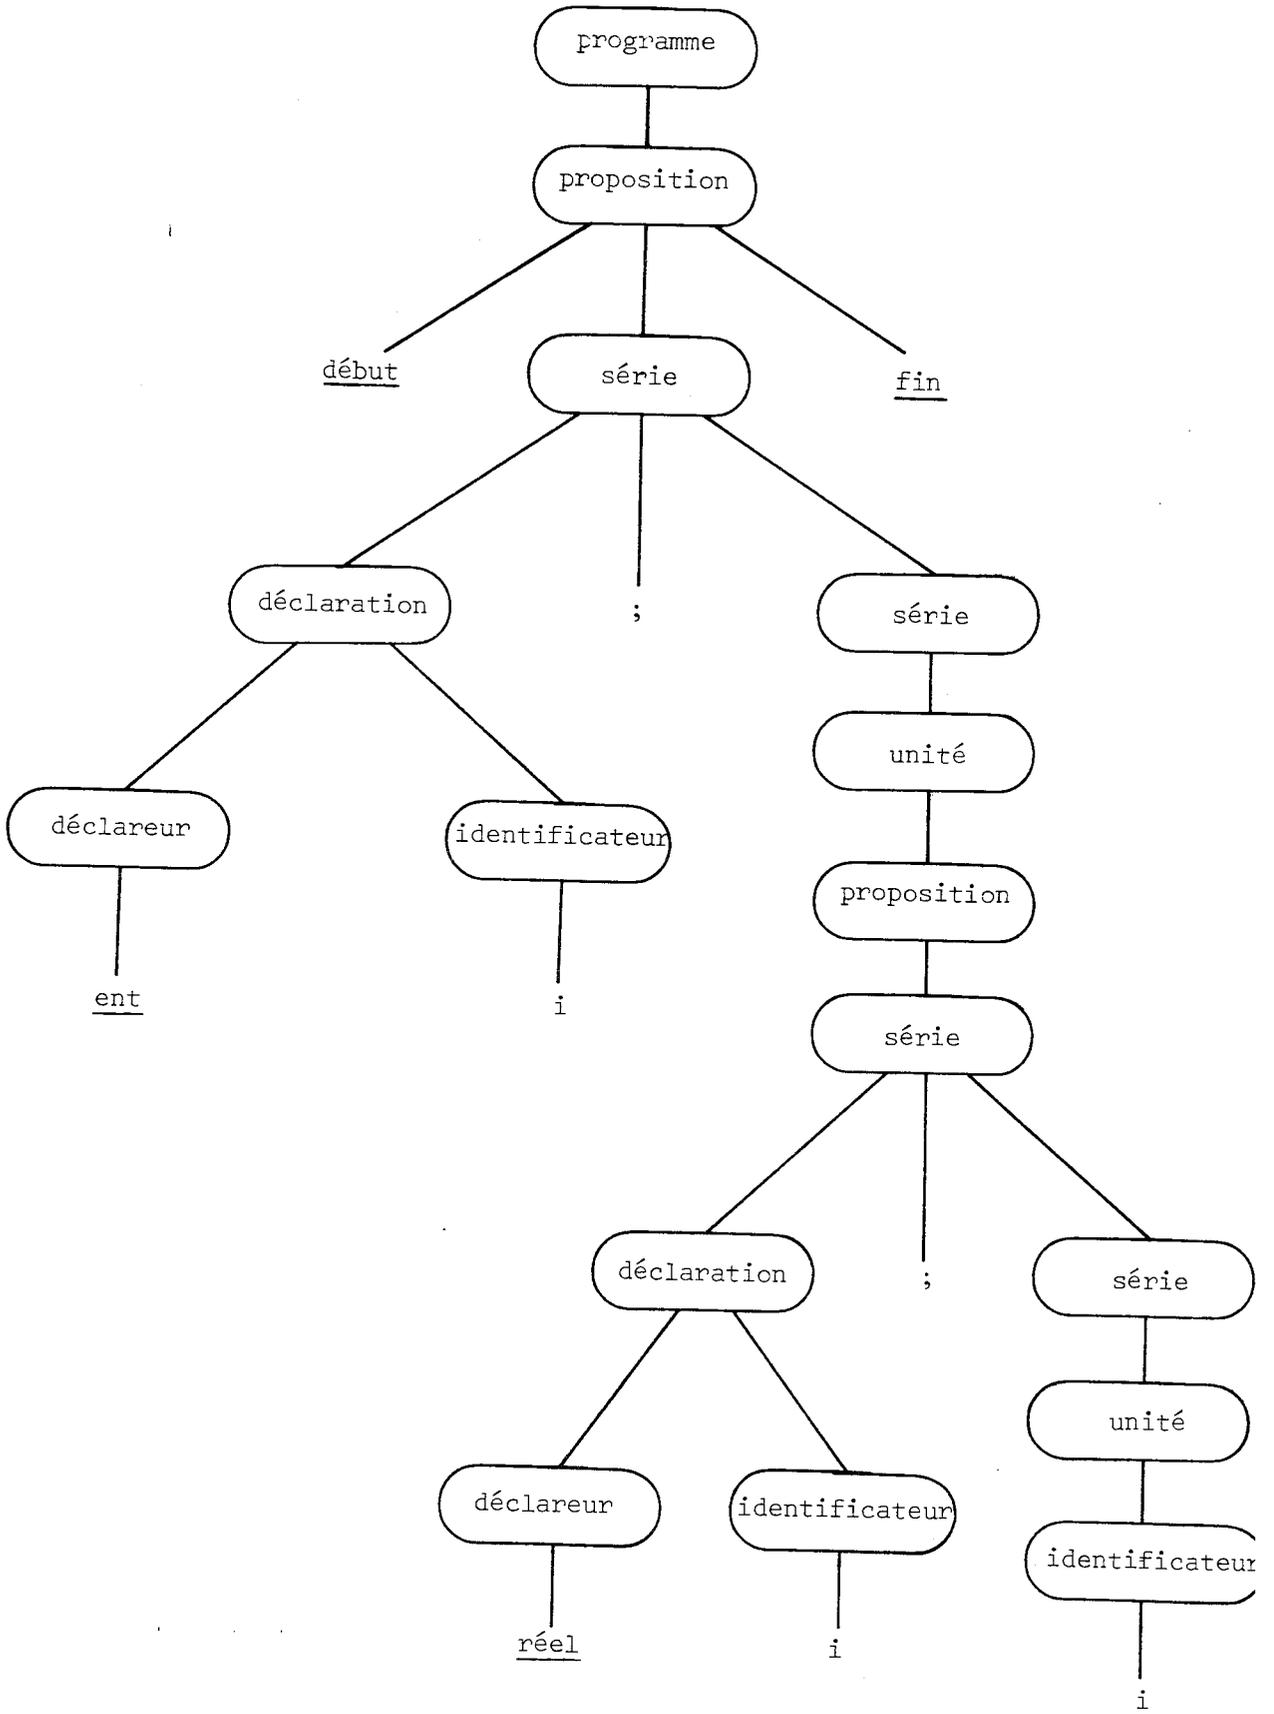 programme
proposition
début
série
fin
déclaration
;
série
unité
déclareur
identificateur
proposition
ent
i
série
déclaration
;
série
unité
déclareur
identificateur
identificateur
réel
i
i